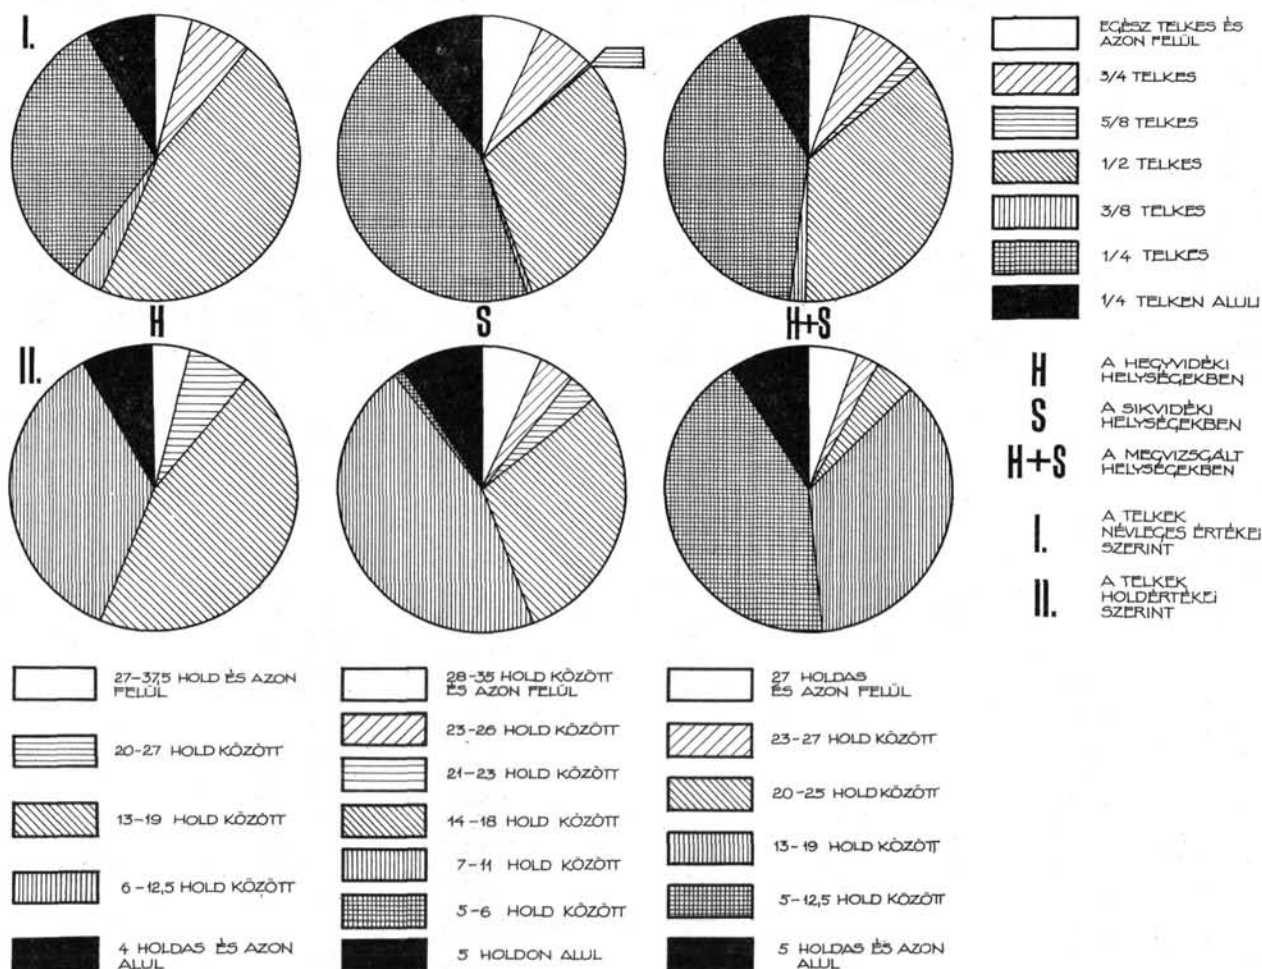 I.
H
S
H+S
II.
EGÉSZ TELKES ÉS
AZON FELÜL
3/4 TELKES
5/8 TELKES
1/2 TELKES
3/8 TELKES
1/4 TELKES
1/4 TELKEN ALULI
H
A HEGYVIDÉKI
HELYSÉGEKBEN
S
A SIKVIDÉKI
HELYSÉGEKBEN
H+S
A MEGVIZSGÁLT
HELYSÉGEKBEN
I.
A TELKEK
NÉVLEGES ÉRTÉKEI
SZERINT
II.
A TELKEK
HOLDÉRTÉKEI
SZERINT
27-37,5 HOLD ÉS AZON
FELÜL
20-27 HOLD KÖZÖTT
13-19 HOLD KÖZÖTT
6-12,5 HOLD KÖZÖTT
4 HOLDAS ÉS AZON
ALUL
28-35 HOLD KÖZÖTT
ÉS AZON FELÜL
23-26 HOLD KÖZÖTT
21-23 HOLD KÖZÖTT
14-18 HOLD KÖZÖTT
7-11 HOLD KÖZÖTT
5-6 HOLD KÖZÖTT
5 HOLDON ALUL
27 HOLDAS
ÉS AZON FELÜL
23-27 HOLD KÖZÖTT
20-25 HOLD KÖZÖTT
13-19 HOLD KÖZÖTT
5-12,5 HOLD KÖZÖTT
5 HOLDAS ÉS AZON
ALUL